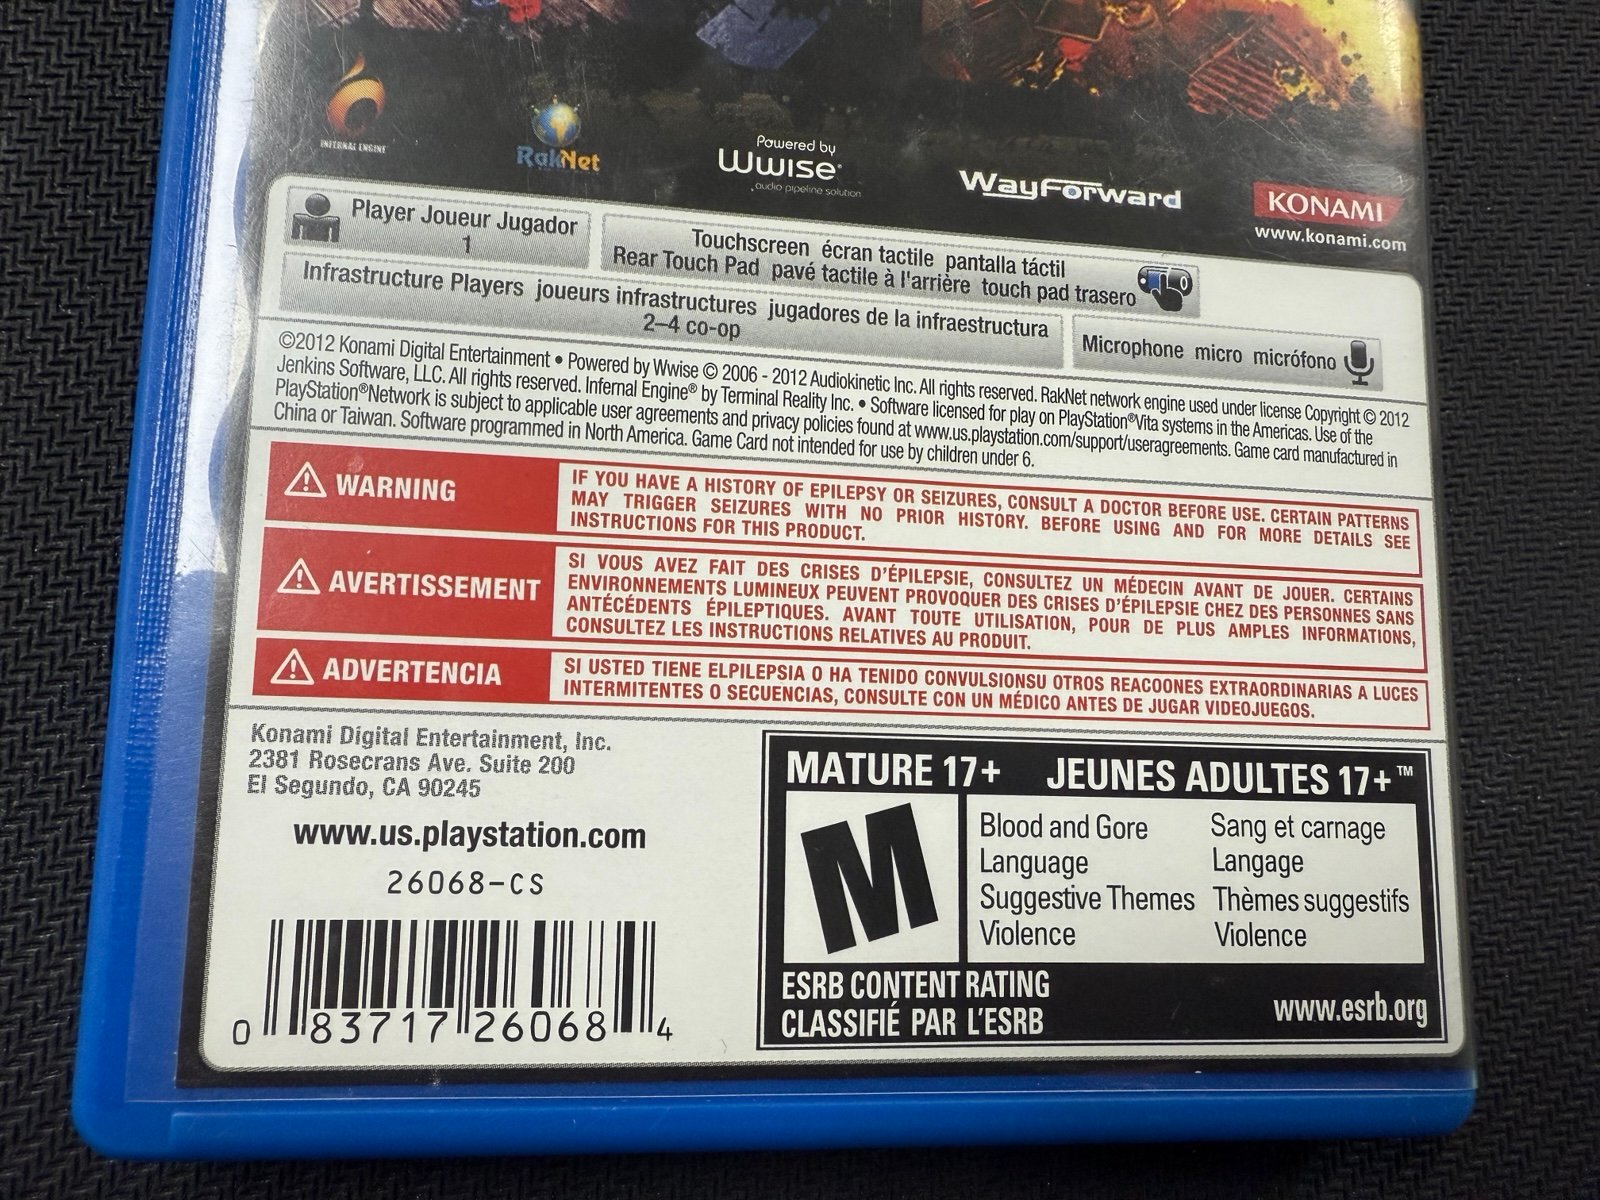 INFERNAL ENGINE
RakNet
Powered by
Wwise®
audio pipeline solution
WayForward
KONAMI
www.konami.com
Player Joueur Jugador
1
Touchscreen écran tactile pantalla táctil
Rear Touch Pad pavé tactile à l'arrière touch pad trasero
Infrastructure Players joueurs infrastructures jugadores de la infraestructura
2–4 co-op
Microphone micro micrófono
©2012 Konami Digital Entertainment • Powered by Wwise © 2006 - 2012 Audiokinetic Inc. All rights reserved. RakNet network engine used under license Copyright © 2012
Jenkins Software, LLC. All rights reserved. Infernal Engine® by Terminal Reality Inc. • Software licensed for play on PlayStation®Vita systems in the Americas. Use of the
PlayStation®Network is subject to applicable user agreements and privacy policies found at www.us.playstation.com/support/useragreements. Game card manufactured in
China or Taiwan. Software programmed in North America. Game Card not intended for use by children under 6.
WARNING
IF YOU HAVE A HISTORY OF EPILEPSY OR SEIZURES, CONSULT A DOCTOR BEFORE USE. CERTAIN PATTERNS
MAY TRIGGER SEIZURES WITH NO PRIOR HISTORY. BEFORE USING AND FOR MORE DETAILS SEE
INSTRUCTIONS FOR THIS PRODUCT.
AVERTISSEMENT
SI VOUS AVEZ FAIT DES CRISES D'ÉPILEPSIE, CONSULTEZ UN MÉDECIN AVANT DE JOUER. CERTAINS
ENVIRONNEMENTS LUMINEUX PEUVENT PROVOQUER DES CRISES D'ÉPILEPSIE CHEZ DES PERSONNES SANS
ANTÉCÉDENTS ÉPILEPTIQUES. AVANT TOUTE UTILISATION, POUR DE PLUS AMPLES INFORMATIONS,
CONSULTEZ LES INSTRUCTIONS RELATIVES AU PRODUIT.
ADVERTENCIA
SI USTED TIENE ELPILEPSIA O HA TENIDO CONVULSIONSU OTROS REACOONES EXTRAORDINARIAS A LUCES
INTERMITENTES O SECUENCIAS, CONSULTE CON UN MÉDICO ANTES DE JUGAR VIDEOJUEGOS.
Konami Digital Entertainment, Inc.
2381 Rosecrans Ave. Suite 200
El Segundo, CA 90245
www.us.playstation.com
26068-CS
0 83717 26068 4
MATURE 17+ JEUNES ADULTES 17+™
M
Blood and Gore
Language
Suggestive Themes
Violence
Sang et carnage
Langage
Thèmes suggestifs
Violence
ESRB CONTENT RATING
CLASSIFIÉ PAR L'ESRB
www.esrb.org